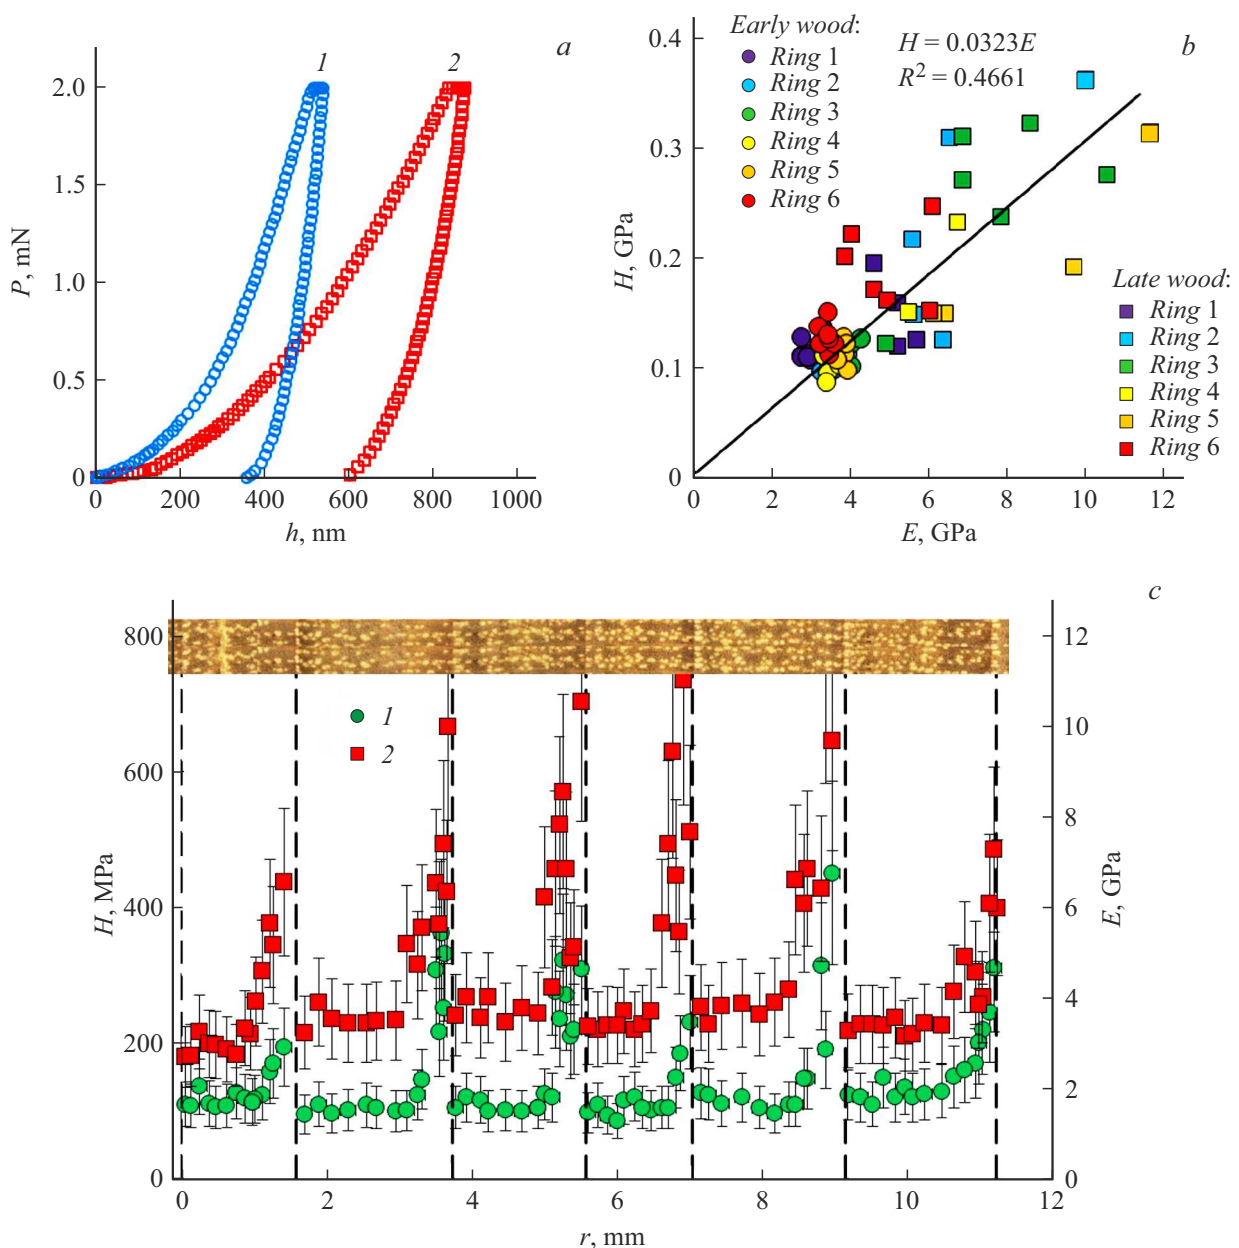 a
1
2
2.0
1.5
1.0
0.5
0
P, mN
0 200 400 600 800 1000
h, nm
b
Early wood:
Ring 1
Ring 2
Ring 3
Ring 4
Ring 5
Ring 6
H = 0.0323E
R² = 0.4661
0.4
0.3
0.2
0.1
0
H, GPa
Late wood:
Ring 1
Ring 2
Ring 3
Ring 4
Ring 5
Ring 6
0 2 4 6 8 10 12
E, GPa
c
800
600
400
200
0
H, MPa
1
2
12
10
8
6
4
2
0
E, GPa
0 2 4 6 8 10 12
r, mm